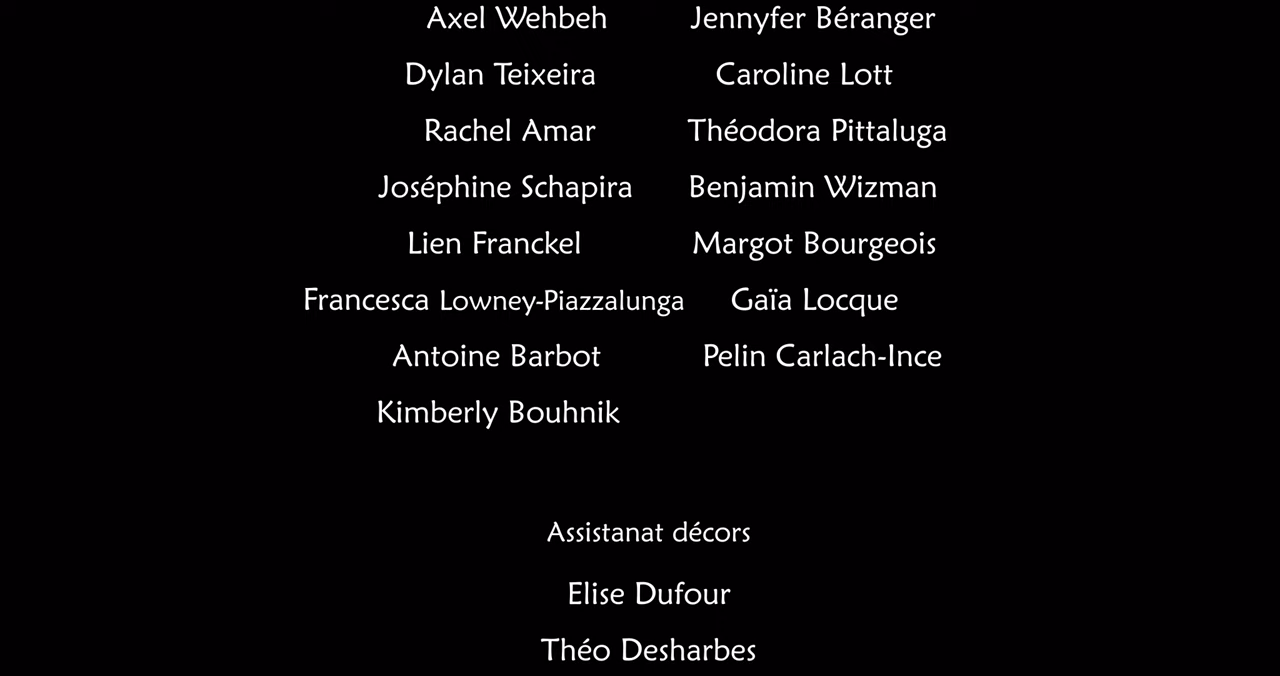 Axel Wehbeh Jennyfer Béranger
Dylan Teixeira Caroline Lott
Rachel Amar Théodora Pittaluga
Joséphine Schapira Benjamin Wizman
Lien Franckel Margot Bourgeois
Francesca Lowney-Piazzalunga Gaïa Locque
Antoine Barbot Pelin Carlach-Ince
Kimberly Bouhnik
Assistanat décors
Elise Dufour
Théo Desharbes